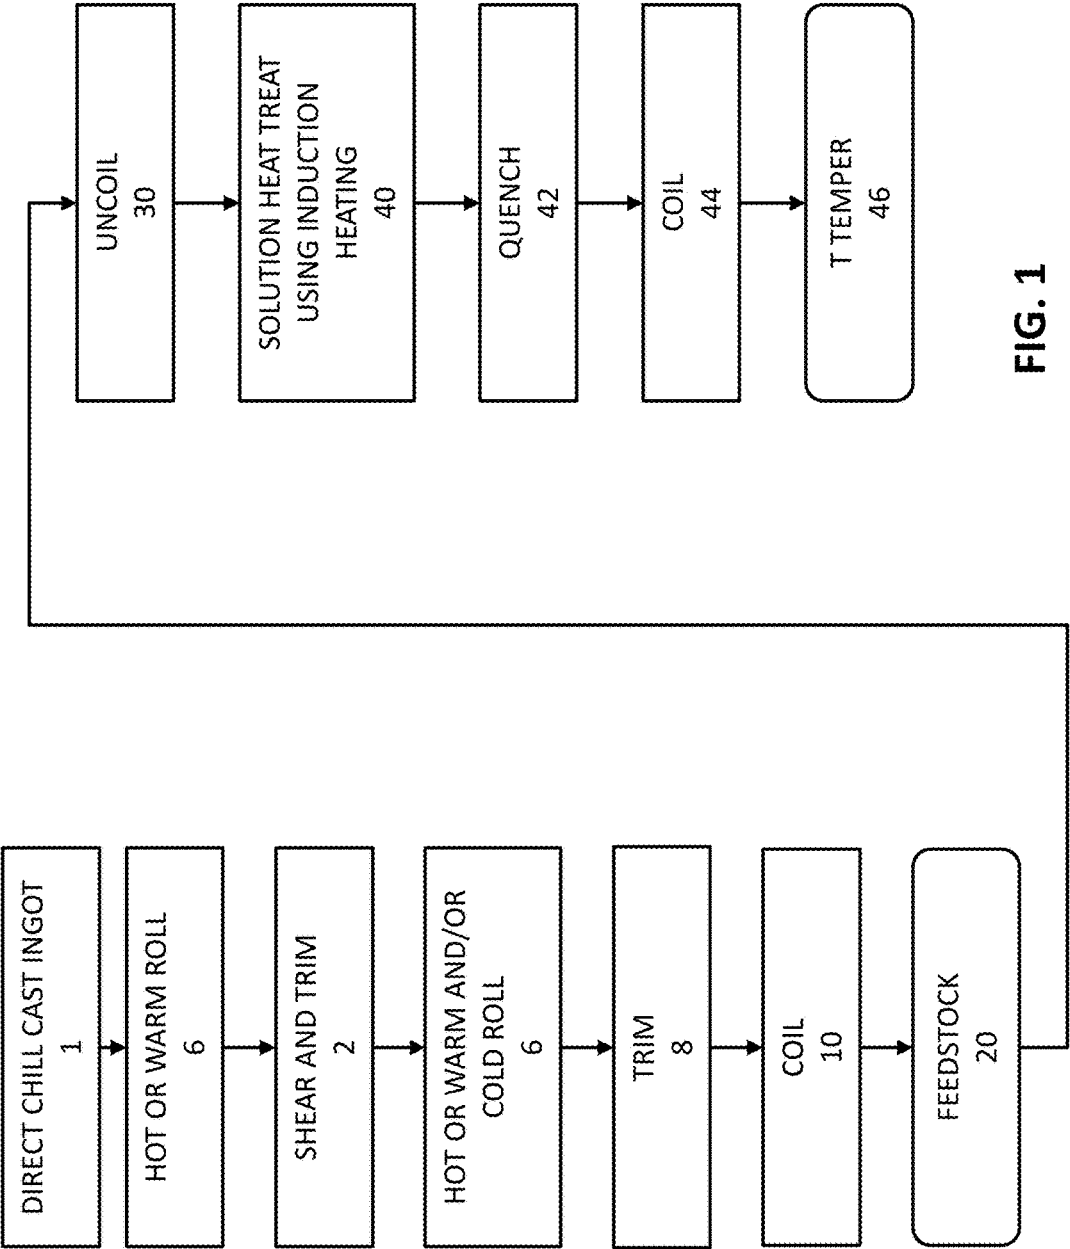 DIRECT CHILL CAST INGOT
1
HOT OR WARM ROLL
6
SHEAR AND TRIM
2
HOT OR WARM AND/OR
COLD ROLL
6
TRIM
8
COIL
10
FEEDSTOCK
20
UNCOIL
30
SOLUTION HEAT TREAT
USING INDUCTION
HEATING
40
QUENCH
42
COIL
44
T TEMPER
46
FIG. 1